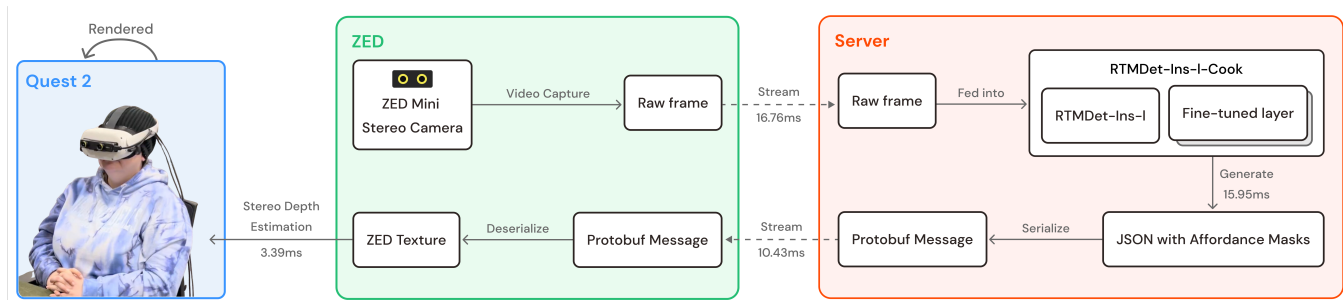 Rendered
Quest 2
ZED
ZED Mini
Stereo Camera
Video Capture
Raw frame
Stream
16.76ms
Server
Raw frame
Fed into
RTMDet-Ins-l-Cook
RTMDet-Ins-l
Fine-tuned layer
Generate
15.95ms
JSON with Affordance Masks
Serialize
Protobuf Message
Stream
10.43ms
Protobuf Message
Deserialize
ZED Texture
Stereo Depth
Estimation
3.39ms